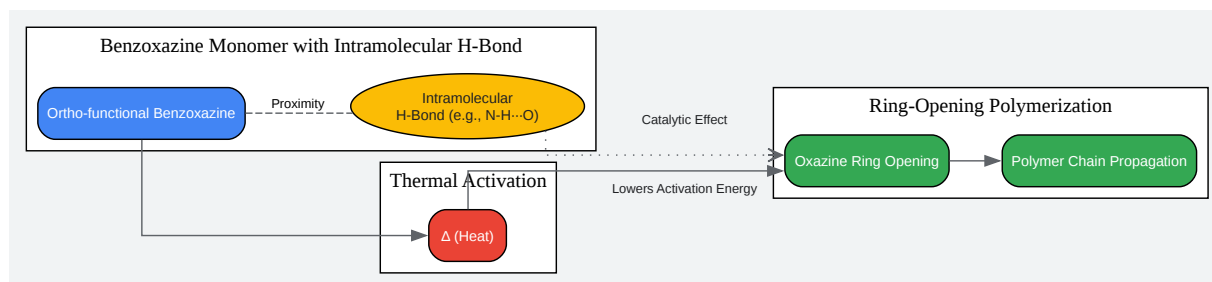 Benzoxazine Monomer with Intramolecular H-Bond
Ortho-functional Benzoxazine
Proximity
Intramolecular
H-Bond (e.g., N-H···O)
Catalytic Effect
Ring-Opening Polymerization
Oxazine Ring Opening
Polymer Chain Propagation
Thermal Activation
Lowers Activation Energy
Δ (Heat)